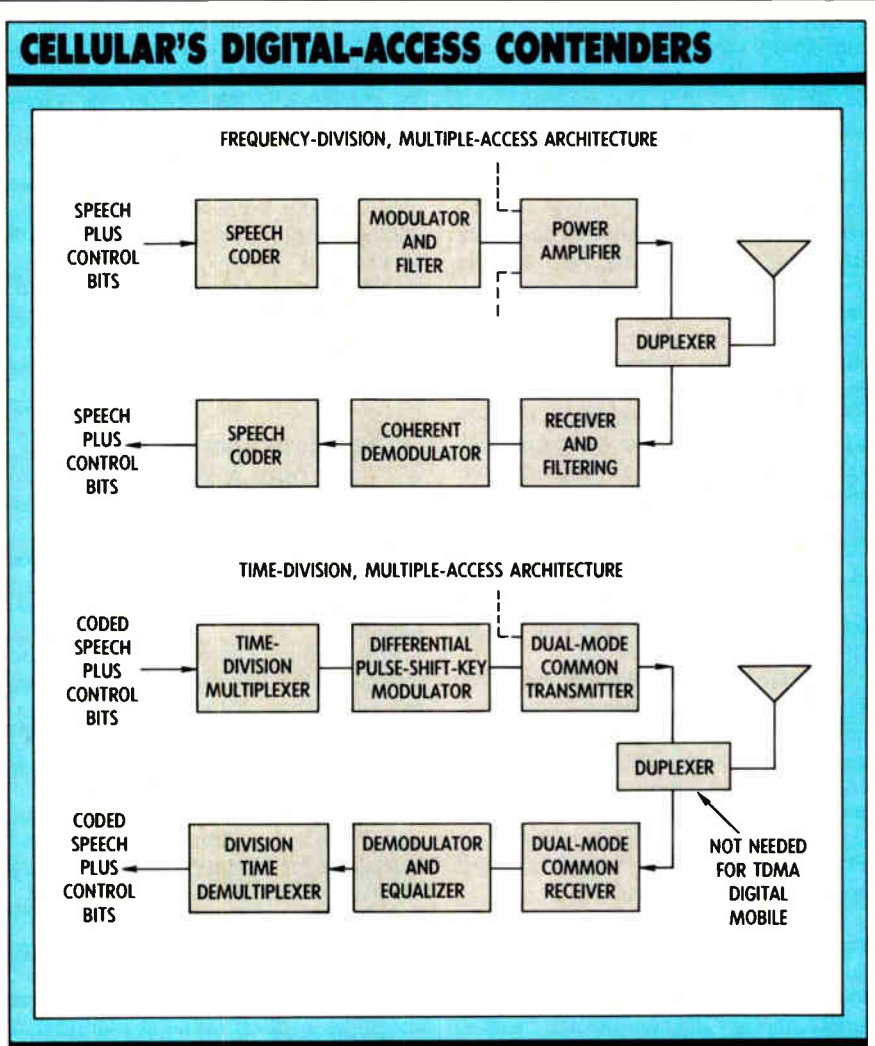 CELLULAR'S DIGITAL-ACCESS CONTENDERS
FREQUENCY-DIVISION, MULTIPLE-ACCESS ARCHITECTURE
SPEECH
PLUS
CONTROL
BITS
SPEECH
CODER
MODULATOR
AND
FILTER
POWER
AMPLIFIER
DUPLEXER
SPEECH
PLUS
CONTROL
BITS
SPEECH
CODER
COHERENT
DEMODULATOR
RECEIVER
AND
FILTERING
TIME-DIVISION, MULTIPLE-ACCESS ARCHITECTURE
CODED
SPEECH
PLUS
CONTROL
BITS
TIME-
DIVISION
MULTIPLEXER
DIFFERENTIAL
PULSE-SHIFT-KEY
MODULATOR
DUAL-MODE
COMMON
TRANSMITTER
DUPLEXER
CODED
SPEECH
PLUS
CONTROL
BITS
DIVISION
TIME
DEMULTIPLEXER
DEMODULATOR
AND
EQUALIZER
DUAL-MODE
COMMON
RECEIVER
NOT NEEDED
FOR TDMA
DIGITAL
MOBILE